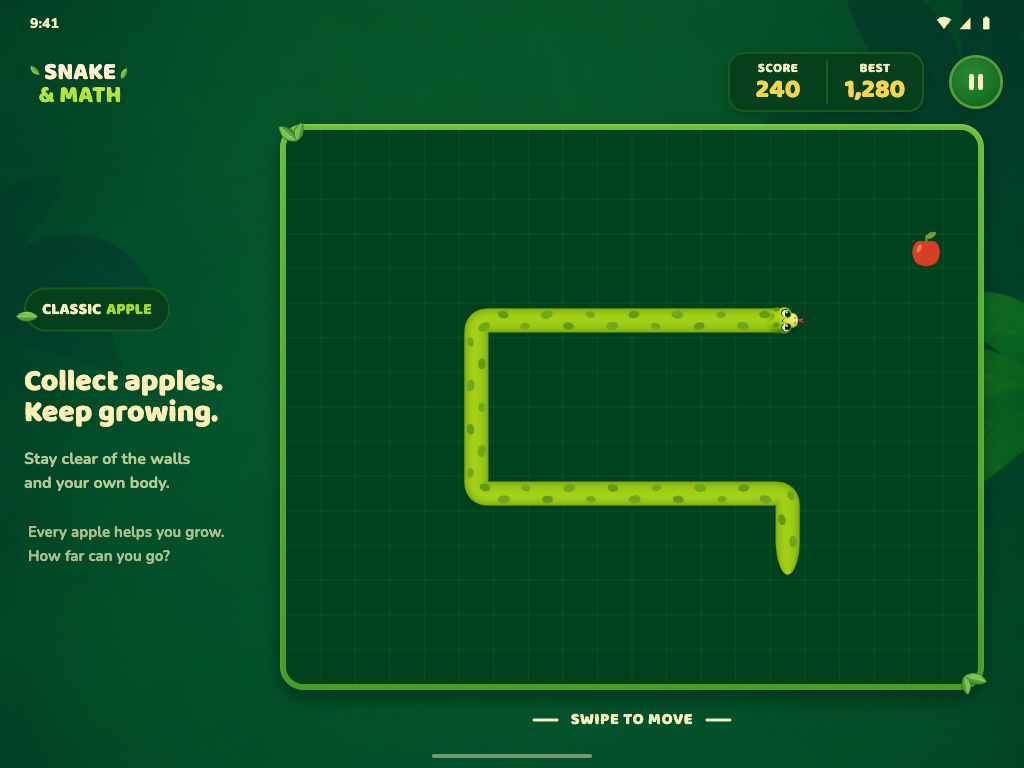 9:41
SNAKE
& MATH
SCORE
240
BEST
1,280
CLASSIC APPLE
Collect apples.
Keep growing.
Stay clear of the walls
and your own body.
Every apple helps you grow.
How far can you go?
SWIPE TO MOVE